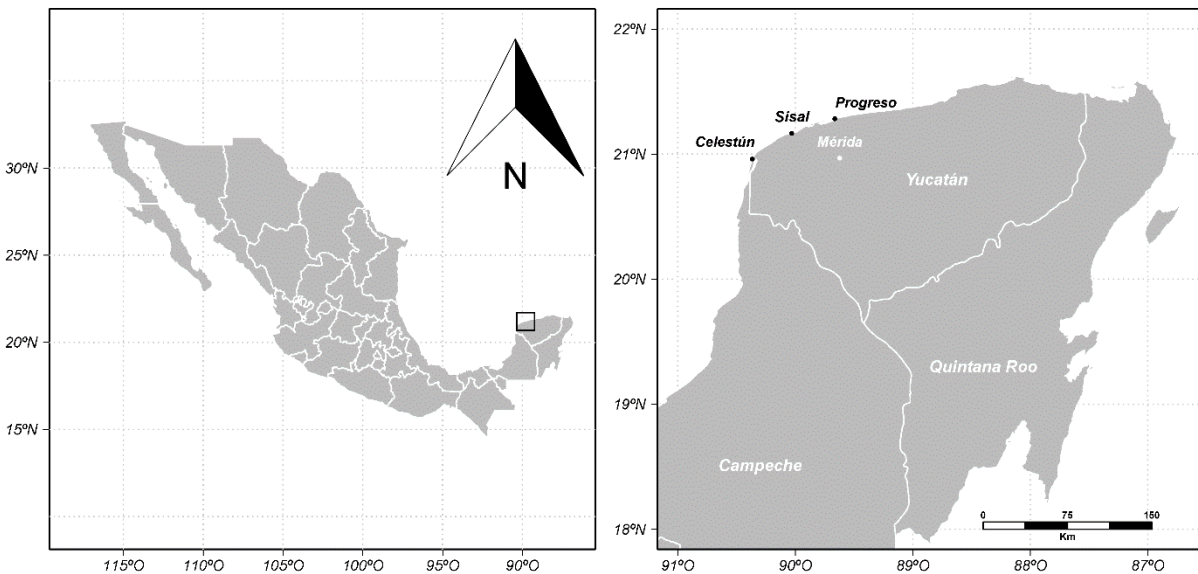 N
30ºN
25ºN
20ºN
15ºN
115ºO 110ºO 105ºO 100ºO 95ºO 90ºO
22ºN
21ºN
20ºN
19ºN
18ºN
Progreso
Sisal
Celestún
Mérida
Yucatán
Quintana Roo
Campeche
0 75 150
Km
91ºO 90ºO 89ºO 88ºO 87ºO